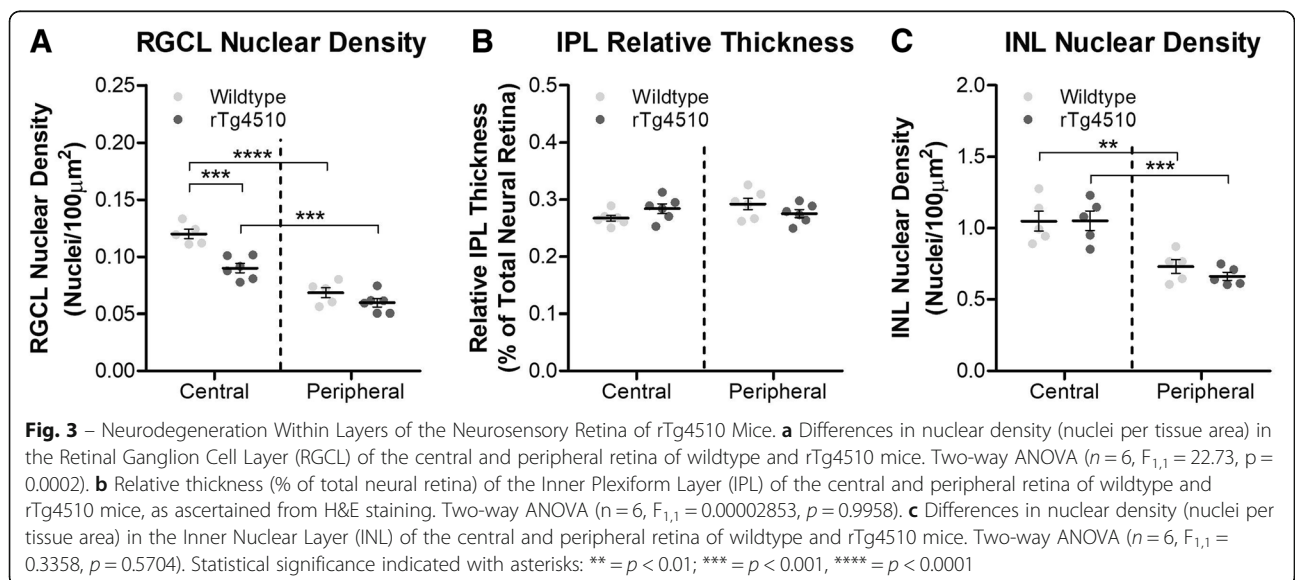 A RGCL Nuclear Density
RGCL Nuclear Density
(Nuclei/100μm²)
0.25
0.20
0.15
0.10
0.05
0.00
Wildtype
rTg4510
****
***
***
Central Peripheral
B IPL Relative Thickness
Relative IPL Thickness
(% of Total Neural Retina)
0.5
0.4
0.3
0.2
0.1
0.0
Wildtype
rTg4510
Central Peripheral
C INL Nuclear Density
INL Nuclear Density
(Nuclei/100μm²)
2.0
1.5
1.0
0.5
0.0
Wildtype
rTg4510
**
***
Central Peripheral
Fig. 3 – Neurodegeneration Within Layers of the Neurosensory Retina of rTg4510 Mice. a Differences in nuclear density (nuclei per tissue area) in
the Retinal Ganglion Cell Layer (RGCL) of the central and peripheral retina of wildtype and rTg4510 mice. Two-way ANOVA (n = 6, F1,1 = 22.73, p =
0.0002). b Relative thickness (% of total neural retina) of the Inner Plexiform Layer (IPL) of the central and peripheral retina of wildtype and
rTg4510 mice, as ascertained from H&E staining. Two-way ANOVA (n = 6, F1,1 = 0.00002853, p = 0.9958). c Differences in nuclear density (nuclei per
tissue area) in the Inner Nuclear Layer (INL) of the central and peripheral retina of wildtype and rTg4510 mice. Two-way ANOVA (n = 6, F1,1 =
0.3358, p = 0.5704). Statistical significance indicated with asterisks: ** = p < 0.01; *** = p < 0.001, **** = p < 0.0001